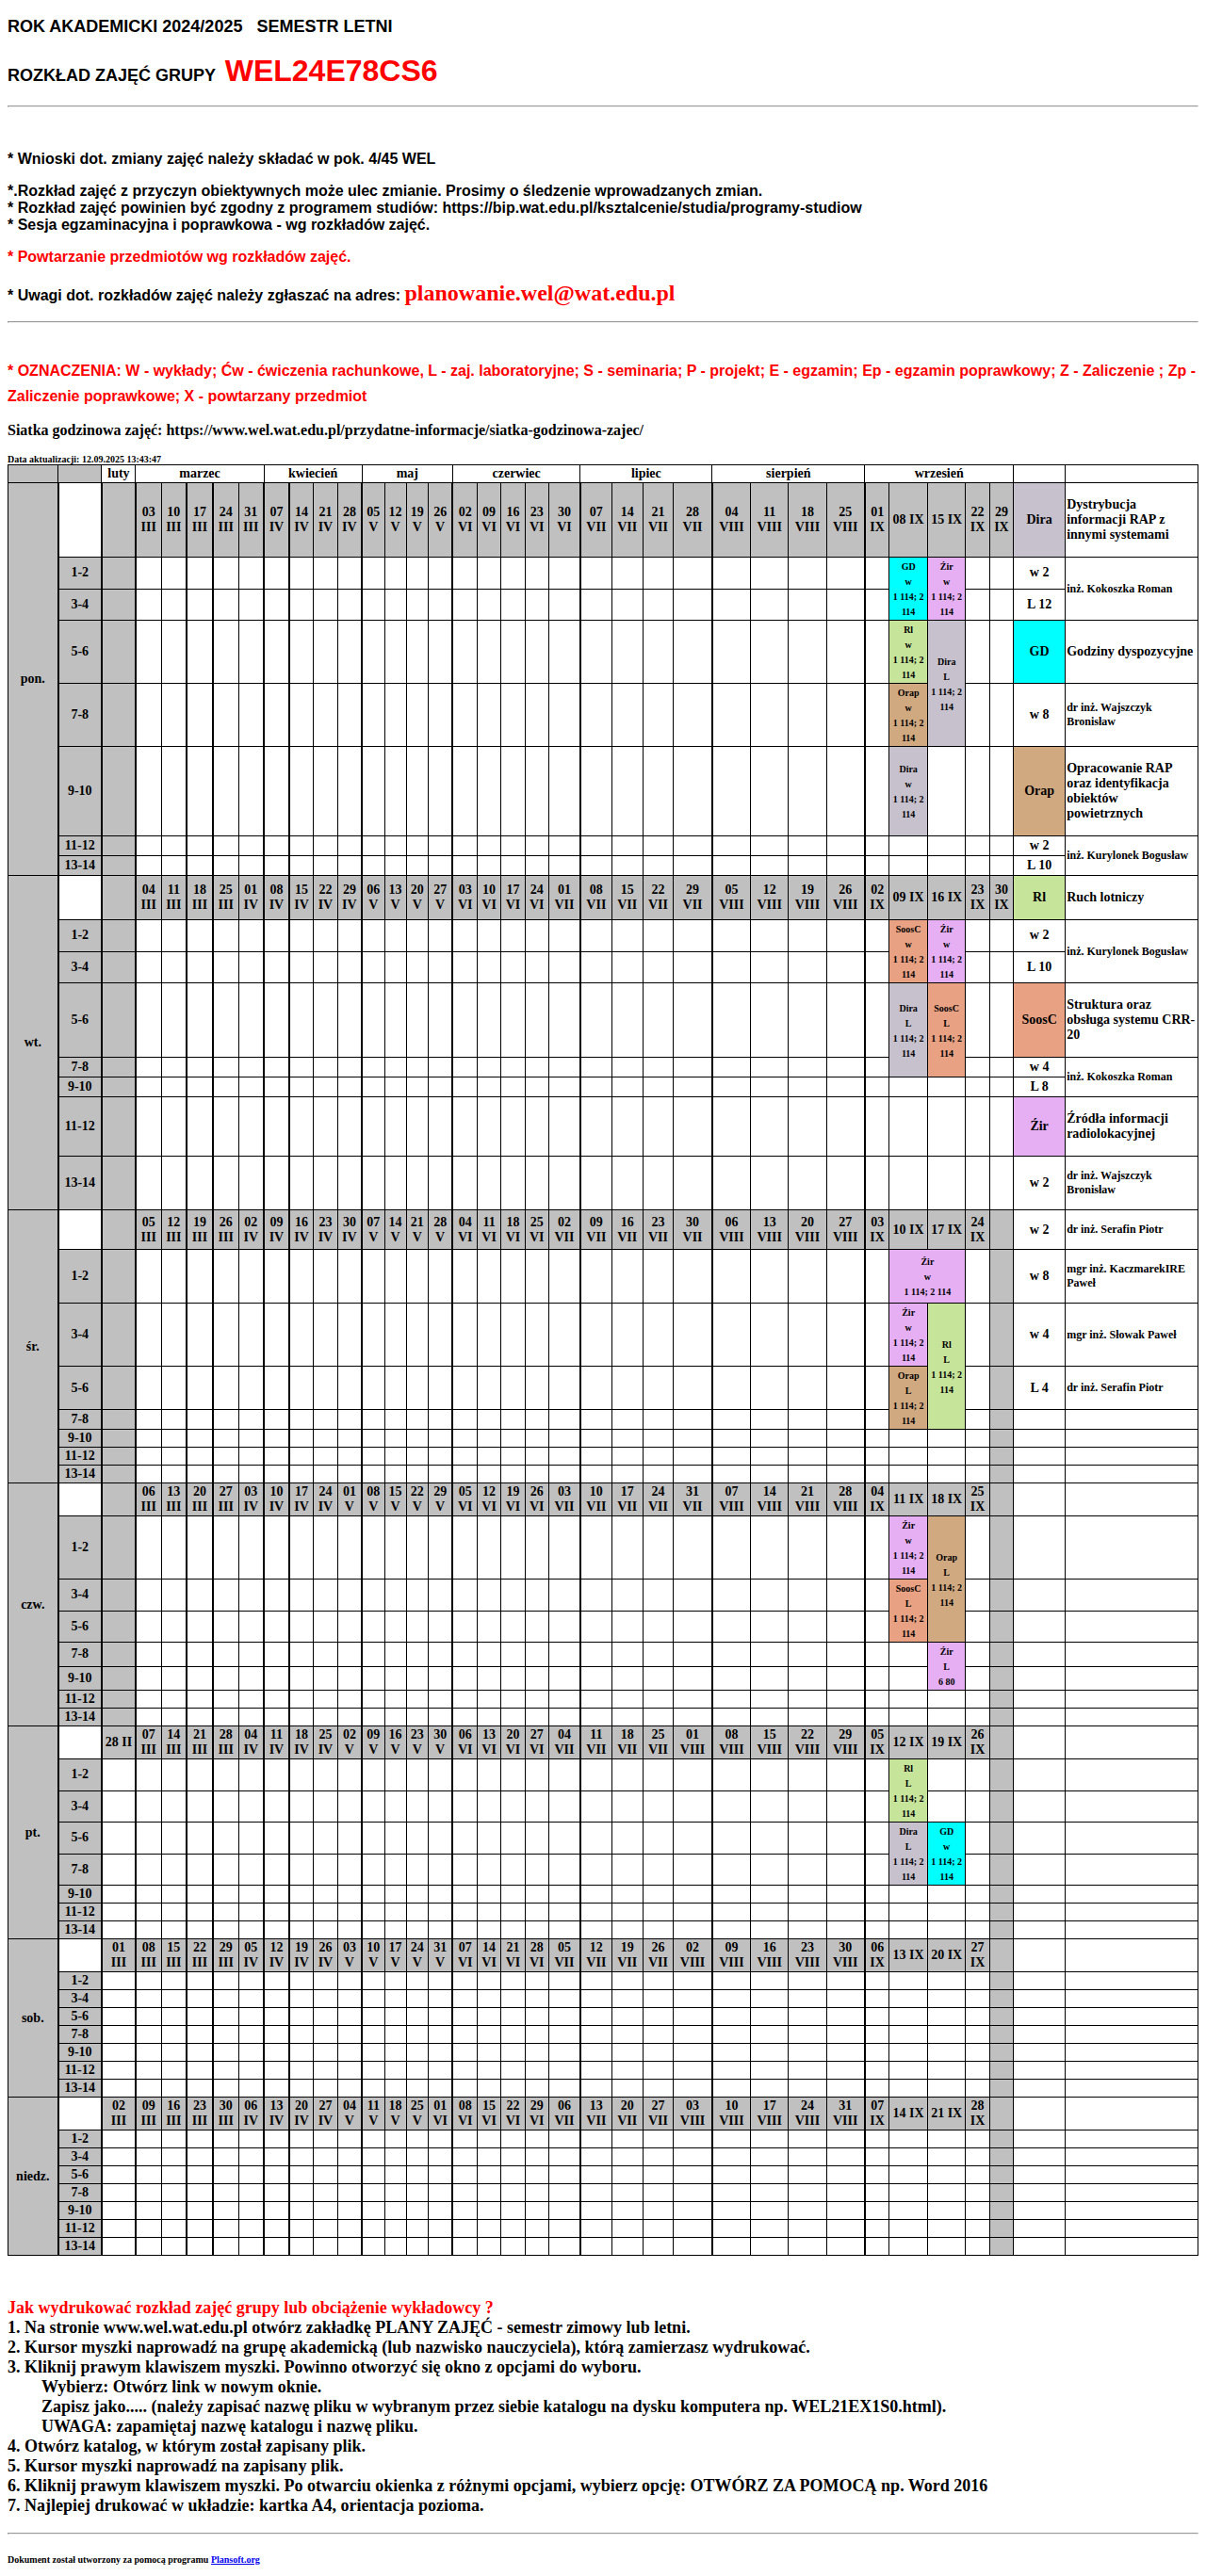 ROK AKADEMICKI 2024/2025 SEMESTR LETNI
ROZKŁAD ZAJĘĆ GRUPY WEL24E78CS6
* Wnioski dot. zmiany zajęć należy składać w pok. 4/45 WEL
*.Rozkład zajęć z przyczyn obiektywnych może ulec zmianie. Prosimy o śledzenie wprowadzanych zmian.
* Rozkład zajęć powinien być zgodny z programem studiów: https://bip.wat.edu.pl/ksztalcenie/studia/programy-studiow
* Sesja egzaminacyjna i poprawkowa - wg rozkładów zajęć.
* Powtarzanie przedmiotów wg rozkładów zajęć.
* Uwagi dot. rozkładów zajęć należy zgłaszać na adres: planowanie.wel@wat.edu.pl
* OZNACZENIA: W - wykłady; Ćw - ćwiczenia rachunkowe, L - zaj. laboratoryjne; S - seminaria; P - projekt; E - egzamin; Ep - egzamin poprawkowy; Z - Zaliczenie ; Zp -
Zaliczenie poprawkowe; X - powtarzany przedmiot
Siatka godzinowa zajęć: https://www.wel.wat.edu.pl/przydatne-informacje/siatka-godzinowa-zajec/
Data aktualizacji: 12.09.2025 13:43:47
luty marzec kwiecień maj czerwec lipiec sierpień wrzesień
pon. 03 III 10 III 17 III 24 III 31 III 07 IV 14 IV 21 IV 28 IV 05 V 12 V 19 V 26 V 02 VI 09 VI 16 VI 23 VI 30 VI 07 VII 14 VII 21 VII 28 VII 04 VIII 11 VIII 18 VIII 25 VIII 01 IX 08 IX 15 IX 22 IX 29 IX Dira Dystrybucja informacji RAP z innymi systemami
1-2 GD w 1 114; 2 114 Żir w 1 114; 2 114 w 2 inż. Kokoszka Roman
3-4 L 12
5-6 Rl w 1 114; 2 114 Dira L 1 114; 2 114 GD Godziny dyspozycyjne
7-8 Orap w 1 114; 2 114 w 8 dr inż. Wajszczyk Bronisław
9-10 Dira w 1 114; 2 114 Orap Opracowanie RAP oraz identyfikacja obiektów powietrznych
11-12 w 2 inż. Kurylonek Bogusław
13-14 L 10
wt. 04 III 11 III 18 III 25 III 01 IV 08 IV 15 IV 22 IV 29 IV 06 V 13 V 20 V 27 V 03 VI 10 VI 17 VI 24 VI 01 VII 08 VII 15 VII 22 VII 29 VII 05 VIII 12 VIII 19 VIII 26 VIII 02 IX 09 IX 16 IX 23 IX 30 IX Rl Ruch lotniczy
1-2 SoosC w 1 114; 2 114 Żir w 1 114; 2 114 w 2 inż. Kurylonek Bogusław
3-4 L 10
5-6 Dira L 1 114; 2 114 SoosC L 1 114; 2 114 SoosC Struktura oraz obsługa systemu CRR-20
7-8 w 4 inż. Kokoszka Roman
9-10 L 8
11-12 Żir Źródła informacji radiolokacyjnej
13-14 w 2 dr inż. Wajszczyk Bronisław
śr. 05 III 12 III 19 III 26 III 02 IV 09 IV 16 IV 23 IV 30 IV 07 V 14 V 21 V 28 V 04 VI 11 VI 18 VI 25 VI 02 VII 09 VII 16 VII 23 VII 30 VII 06 VIII 13 VIII 20 VIII 27 VIII 03 IX 10 IX 17 IX 24 IX w 2 dr inż. Serafin Piotr
1-2 Żir w 1 114; 2 114 w 8 mgr inż. KaczmarekIRE Paweł
3-4 Żir w 1 114; 2 114 Rl L 1 114; 2 114 w 4 mgr inż. Słowak Paweł
5-6 Orap L 1 114; 2 114 L 4 dr inż. Serafin Piotr
7-8
9-10
11-12
13-14
czw. 06 III 13 III 20 III 27 III 03 IV 10 IV 17 IV 24 IV 01 V 08 V 15 V 22 V 29 V 05 VI 12 VI 19 VI 26 VI 03 VII 10 VII 17 VII 24 VII 31 VII 07 VIII 14 VIII 21 VIII 28 VIII 04 IX 11 IX 18 IX 25 IX
1-2 Żir w 1 114; 2 114 Orap L 1 114; 2 114
3-4 SoosC L 1 114; 2 114
5-6
7-8 Żir L 6 80
9-10
11-12
13-14
pt. 28 II 07 III 14 III 21 III 28 III 04 IV 11 IV 18 IV 25 IV 02 V 09 V 16 V 23 V 30 V 06 VI 13 VI 20 VI 27 VI 04 VII 11 VII 18 VII 25 VII 01 VIII 08 VIII 15 VIII 22 VIII 29 VIII 05 IX 12 IX 19 IX 26 IX
1-2 Rl L 1 114; 2 114
3-4
5-6 Dira L 1 114; 2 114 GD w 1 114; 2 114
7-8
9-10
11-12
13-14
sob. 01 III 08 III 15 III 22 III 29 III 05 IV 12 IV 19 IV 26 IV 03 V 10 V 17 V 24 V 31 V 07 VI 14 VI 21 VI 28 VI 05 VII 12 VII 19 VII 26 VII 02 VIII 09 VIII 16 VIII 23 VIII 30 VIII 06 IX 13 IX 20 IX 27 IX
1-2
3-4
5-6
7-8
9-10
11-12
13-14
niedz. 02 III 09 III 16 III 23 III 30 III 06 IV 13 IV 20 IV 27 IV 04 V 11 V 18 V 25 V 01 VI 08 VI 15 VI 22 VI 29 VI 06 VII 13 VII 20 VII 27 VII 03 VIII 10 VIII 17 VIII 24 VIII 31 VIII 07 IX 14 IX 21 IX 28 IX
1-2
3-4
5-6
7-8
9-10
11-12
13-14
Jak wydrukować rozkład zajęć grupy lub obciążenie wykładowcy ?
1. Na stronie www.wel.wat.edu.pl otwórz zakładkę PLANY ZAJĘĆ - semestr zimowy lub letni.
2. Kursor myszki naprowadź na grupę akademicką (lub nazwisko nauczyciela), którą zamierzasz wydrukować.
3. Kliknij prawym klawiszem myszki. Powinno otworzyć się okno z opcjami do wyboru.
Wybierz: Otwórz link w nowym oknie.
Zapisz jako..... (należy zapisać nazwę pliku w wybranym przez siebie katalogu na dysku komputera np. WEL21EX1S0.html).
UWAGA: zapamiętaj nazwę katalogu i nazwę pliku.
4. Otwórz katalog, w którym został zapisany plik.
5. Kursor myszki naprowadź na zapisany plik.
6. Kliknij prawym klawiszem myszki. Po otwarciu okienka z różnymi opcjami, wybierz opcję: OTWÓRZ ZA POMOCĄ np. Word 2016
7. Najlepiej drukować w układzie: kartka A4, orientacja pozioma.
Dokument został utworzony za pomocą programu Plansoft.org